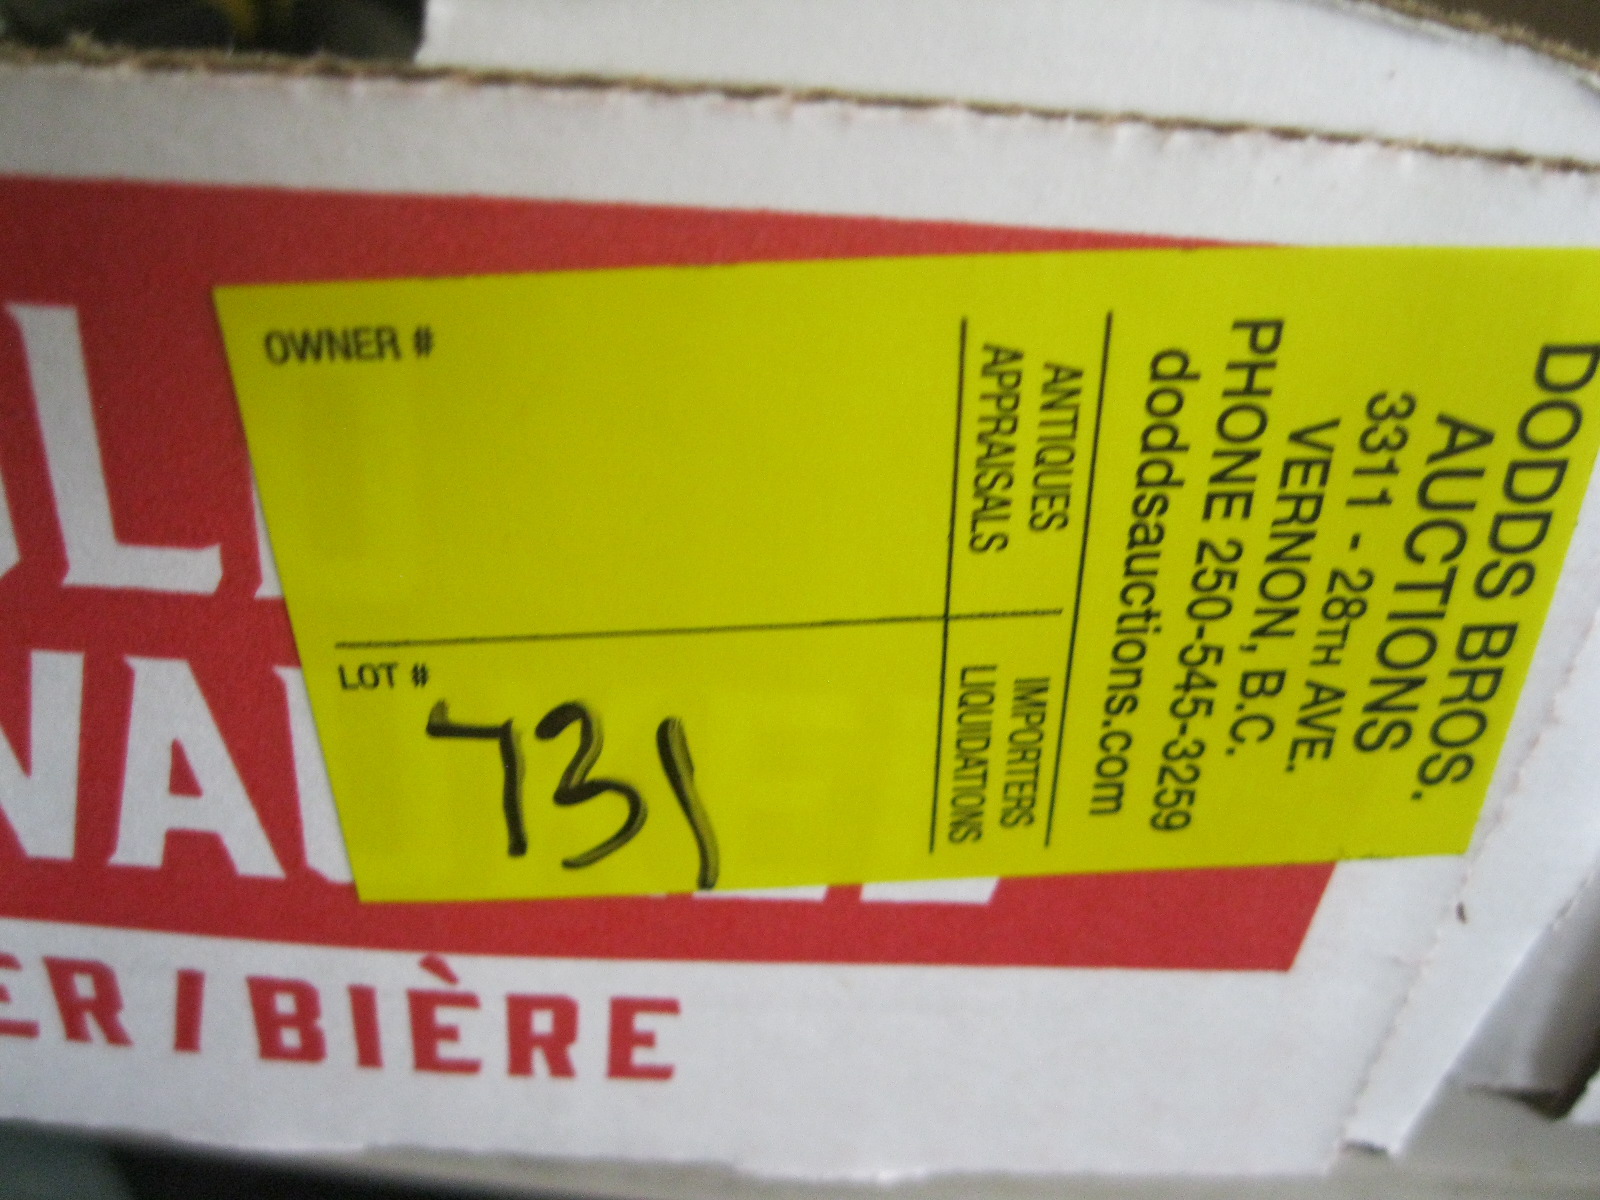 DODDS BROS.
AUCTIONS
3311 - 28TH AVE.
VERNON, B.C.
PHONE 250-545-3259
doddsauctions.com
ANTIQUES
APPRAISALS
IMPORTERS
LIQUIDATIONS
OWNER #
LOT #
731
BIÈRE